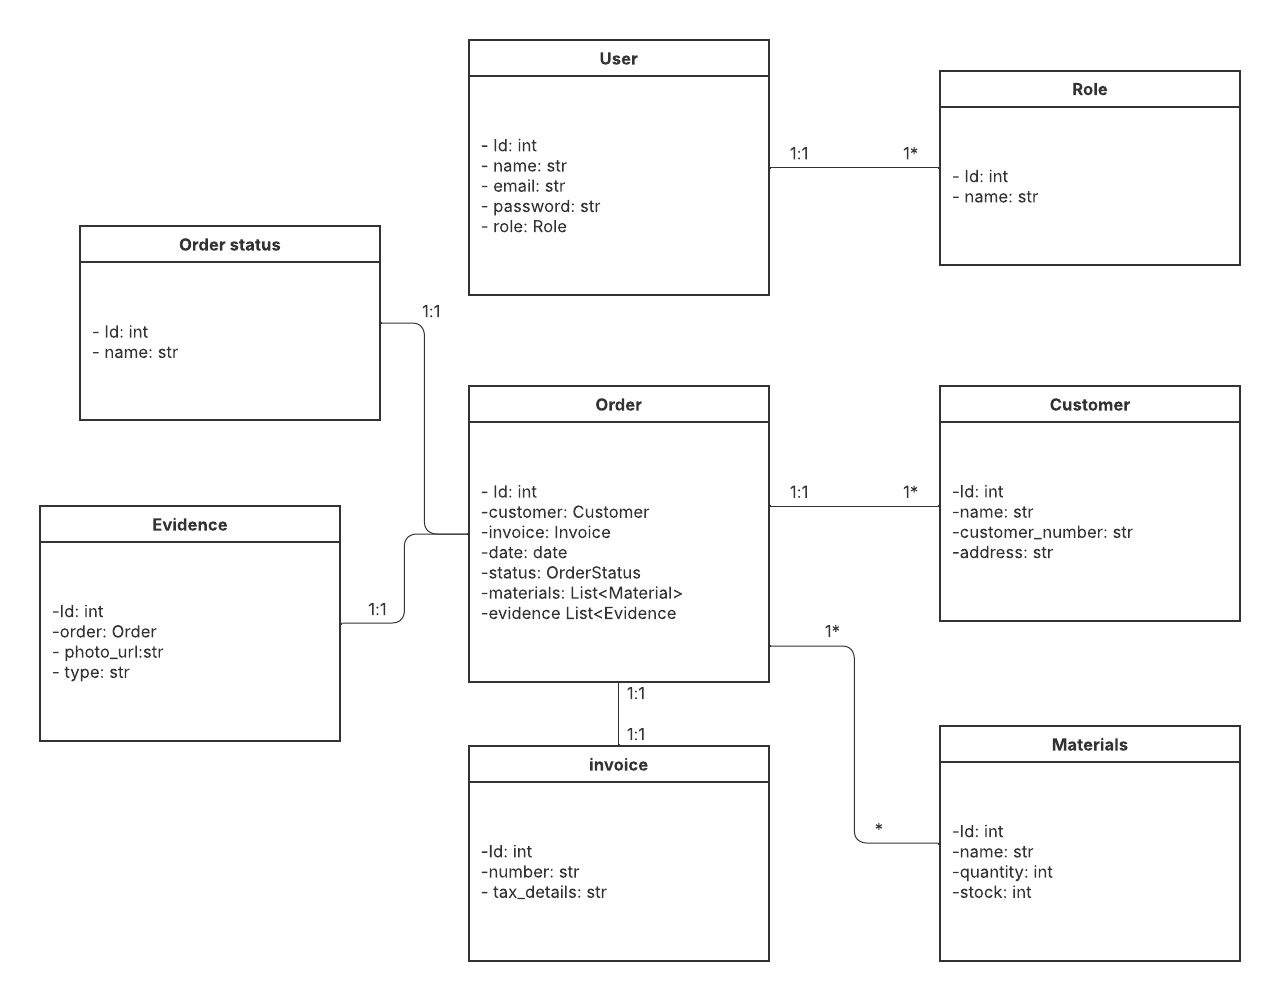 User
- Id: int
- name: str
- email: str
- password: str
- role: Role
1:1
1*
Role
- Id: int
- name: str
Order status
- Id: int
- name: str
1:1
Order
- Id: int
-customer: Customer
-invoice: Invoice
-date: date
-status: OrderStatus
-materials: List<Material>
-evidence List<Evidence
1:1
1*
Customer
-Id: int
-name: str
-customer_number: str
-address: str
Evidence
-Id: int
-order: Order
- photo_url:str
- type: str
1:1
1*
*
1:1
1:1
invoice
-Id: int
-number: str
- tax_details: str
Materials
-Id: int
-name: str
-quantity: int
-stock: int